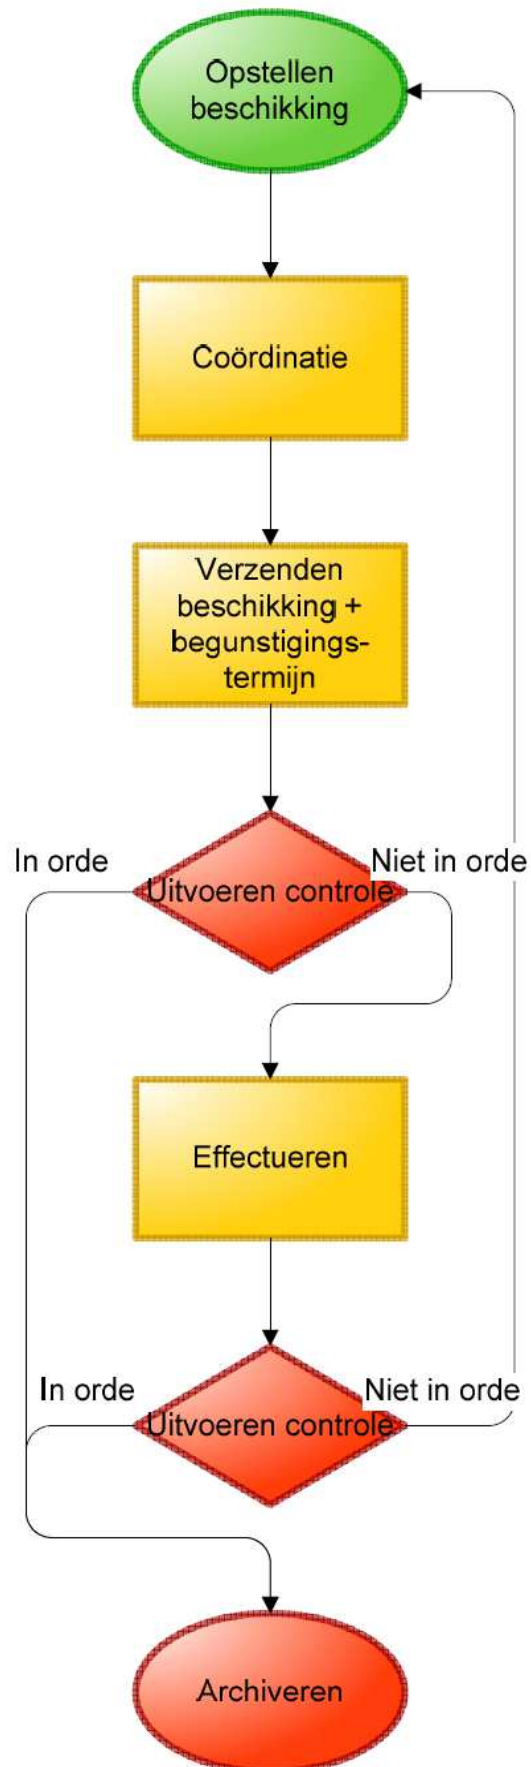 Opstellen
beschikking
Coördinatie
Verzenden
beschikking +
begunstigings-
termijn
In orde
Niet in orde
Uitvoeren controle
Effectueren
In orde
Niet in orde
Uitvoeren controle
Archiveren